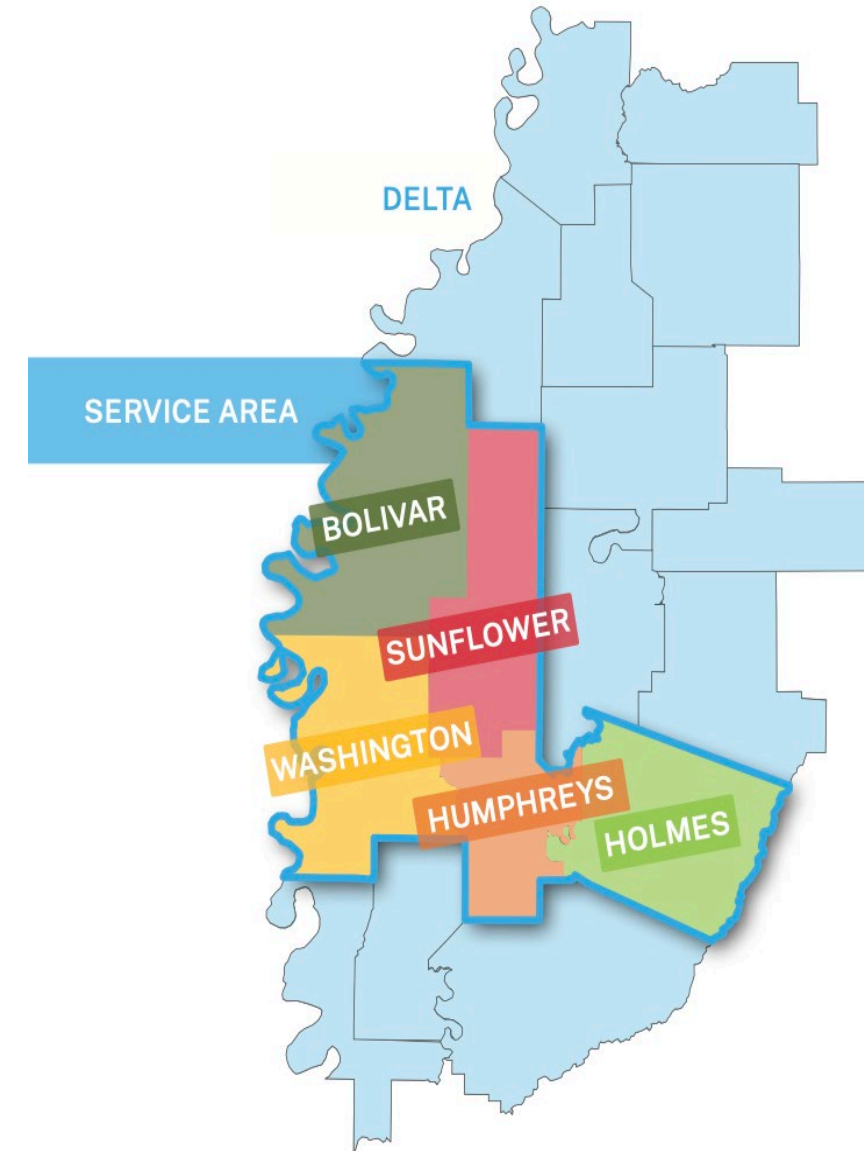 DELTA
SERVICE AREA
BOLIVAR
SUNFLOWER
WASHINGTON
HUMPHREYS
HOLMES